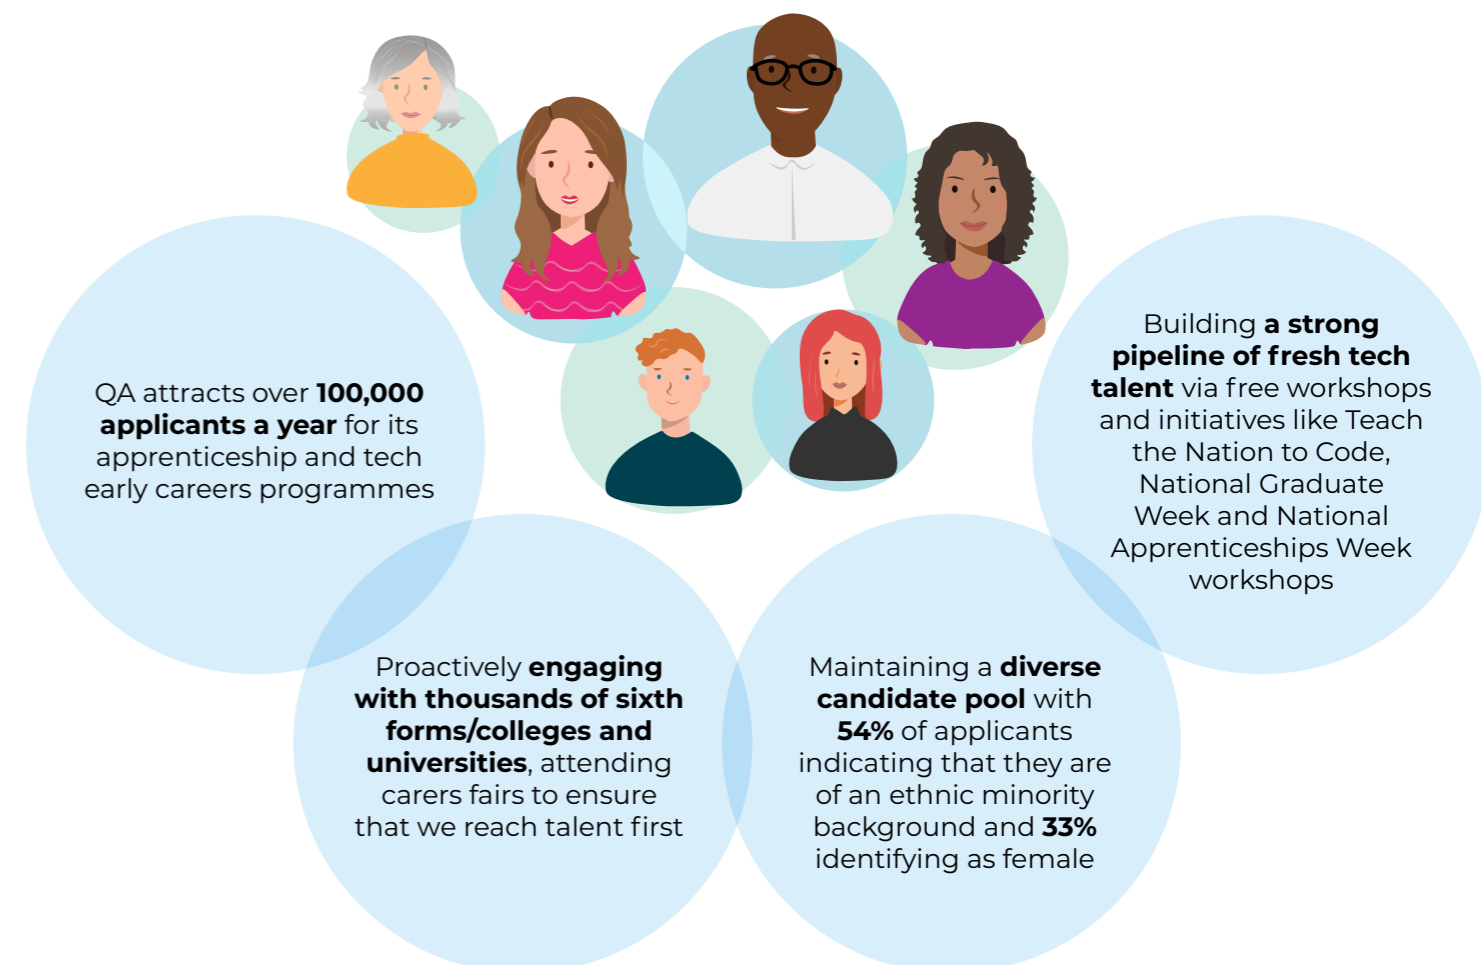 QA attracts over 100,000
applicants a year for its
apprenticeship and tech
early careers programmes
Proactively engaging
with thousands of sixth
forms/colleges and
universities, attending
carers fairs to ensure
that we reach talent first
Maintaining a diverse
candidate pool with
54% of applicants
indicating that they are
of an ethnic minority
background and 33%
identifying as female
Building a strong
pipeline of fresh tech
talent via free workshops
and initiatives like Teach
the Nation to Code,
National Graduate
Week and National
Apprenticeships Week
workshops